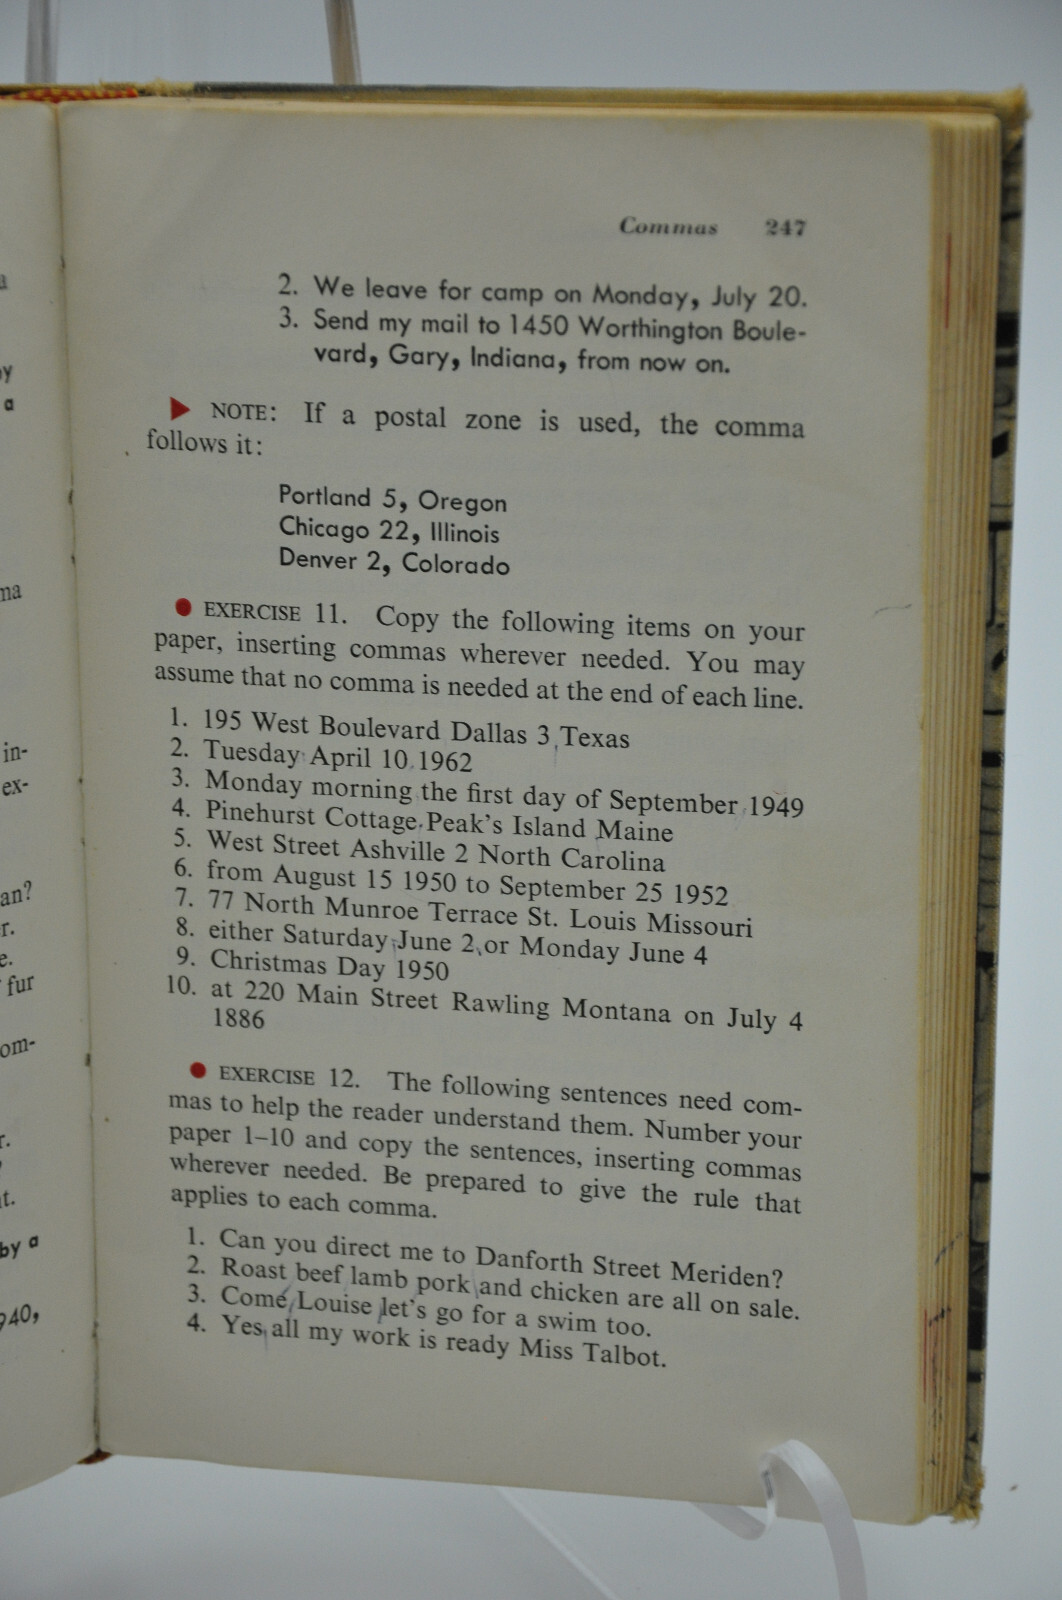 Commas 247
2. We leave for camp on Monday, July 20.
3. Send my mail to 1450 Worthington Boule-
vard, Gary, Indiana, from now on.
▶ NOTE: If a postal zone is used, the comma
follows it:
Portland 5, Oregon
Chicago 22, Illinois
Denver 2, Colorado
● EXERCISE 11. Copy the following items on your
paper, inserting commas wherever needed. You may
assume that no comma is needed at the end of each line.
1. 195 West Boulevard Dallas 3, Texas
2. Tuesday, April 10, 1962
3. Monday morning, the first day of September, 1949
4. Pinehurst Cottage, Peak's Island, Maine
5. West Street Ashville 2 North Carolina
6. from August 15 1950 to September 25 1952
7. 77 North Munroe Terrace St. Louis Missouri
8. either Saturday, June 2, or Monday June 4
9. Christmas Day 1950
10. at 220 Main Street Rawling Montana on July 4
1886
● EXERCISE 12. The following sentences need com-
mas to help the reader understand them. Number your
paper 1–10 and copy the sentences, inserting commas
wherever needed. Be prepared to give the rule that
applies to each comma.
1. Can you direct me to Danforth Street Meriden?
2. Roast beef, lamb, pork, and chicken are all on sale.
3. Come, Louise, let's go for a swim too.
4. Yes, all my work is ready Miss Talbot.
by
a
na
in-
ex-
an?
r.
e.
fur
om-
r.
t.
by a
940,